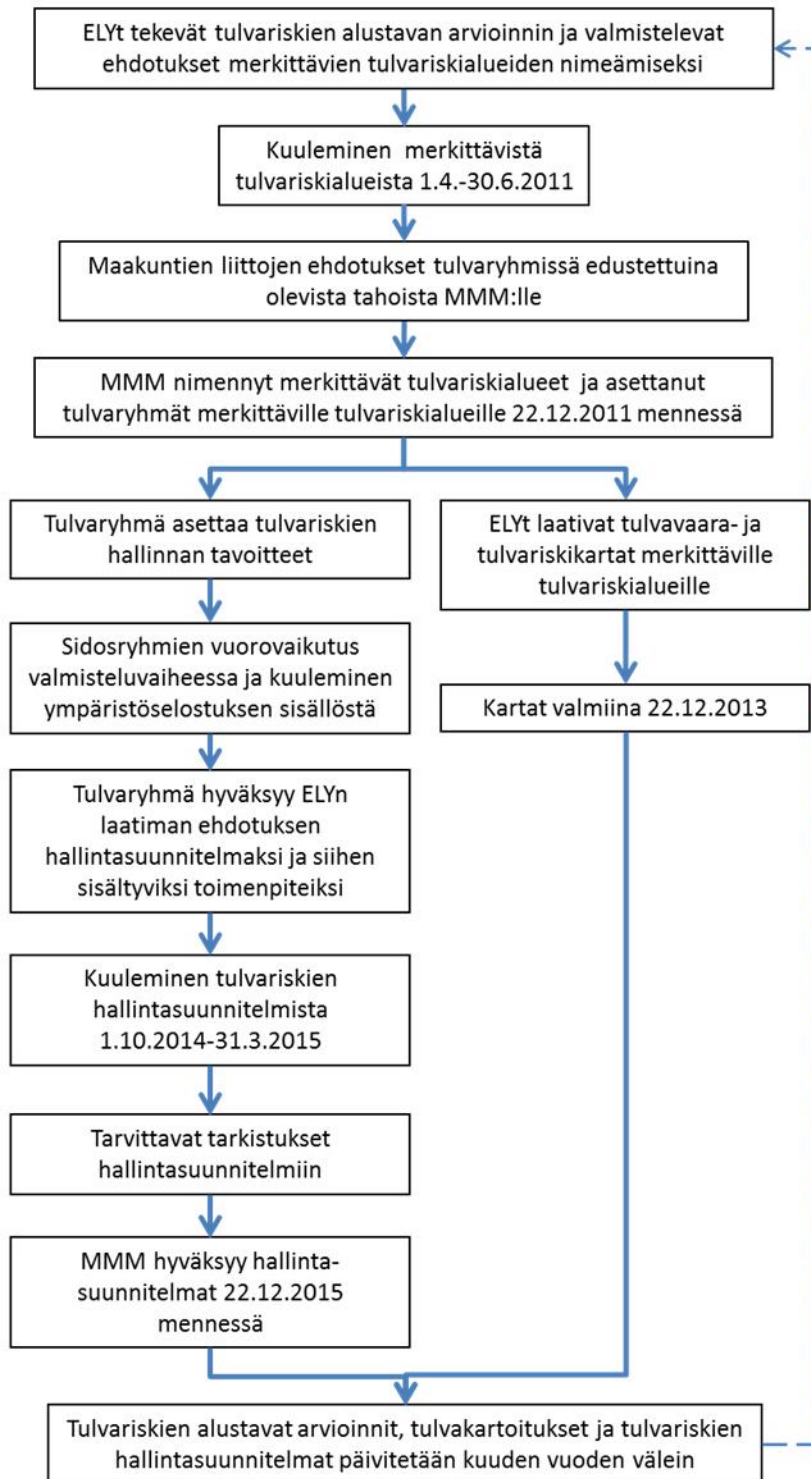 ELYt tekevät tulvariskien alustavan arvioinnin ja valmistelevat
ehdotukset merkittävien tulvariskialueiden nimeämiseksi
Kuuleminen merkittävistä
tulvariskialueista 1.4.-30.6.2011
Maakuntien liittojen ehdotukset tulvaryhmissä edustettuina
olevista tahoista MMM:lle
MMM nimennyt merkittävät tulvariskialueet ja asettanut
tulvaryhmät merkittäville tulvariskialueille 22.12.2011 mennessä
Tulvaryhmä asettaa tulvariskien
hallinnan tavoitteet
Sidosryhmien vuorovaikutus
valmisteluvaiheessa ja kuuleminen
ympäristöselostuksen sisällöstä
Tulvaryhmä hyväksyy ELYn
laatiman ehdotuksen
hallintasuunnitelmaksi ja siihen
sisältyviksi toimenpiteiksi
Kuuleminen tulvariskien
hallintasuunnitelmista
1.10.2014-31.3.2015
Tarvittavat tarkistukset
hallintasuunnitelmiin
MMM hyväksyy hallinta-
suunnitelmat 22.12.2015
mennessä
ELYt laativat tulvavaara- ja
tulvariskikartat merkittäville
tulvariskialueille
Kartat valmiina 22.12.2013
Tulvariskien alustavat arvioinnit, tulvakartoitukset ja tulvariskien
hallintasuunnitelmat päivitetään kuuden vuoden välein